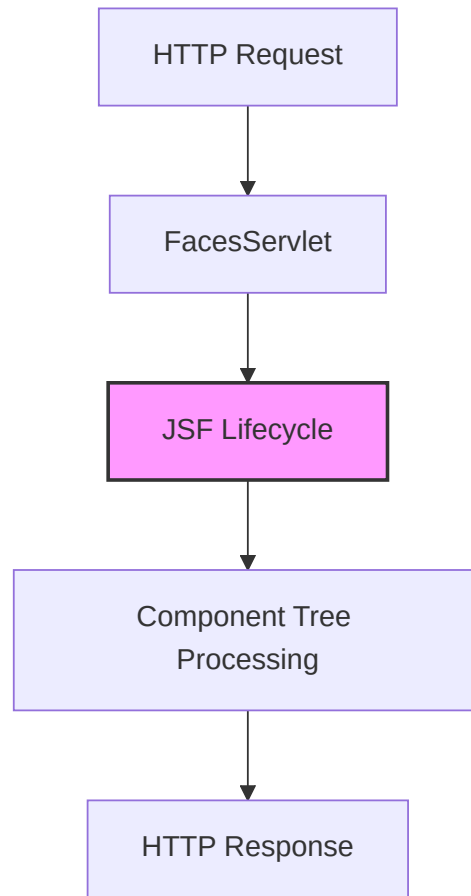 HTTP Request
FacesServlet
JSF Lifecycle
Component Tree
Processing
HTTP Response